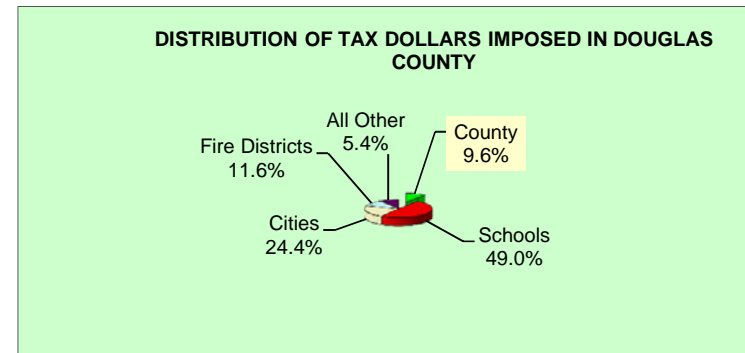 DISTRIBUTION OF TAX DOLLARS IMPOSED IN DOUGLAS
COUNTY
All Other
5.4%
County
9.6%
Fire Districts
11.6%
Cities
24.4%
Schools
49.0%